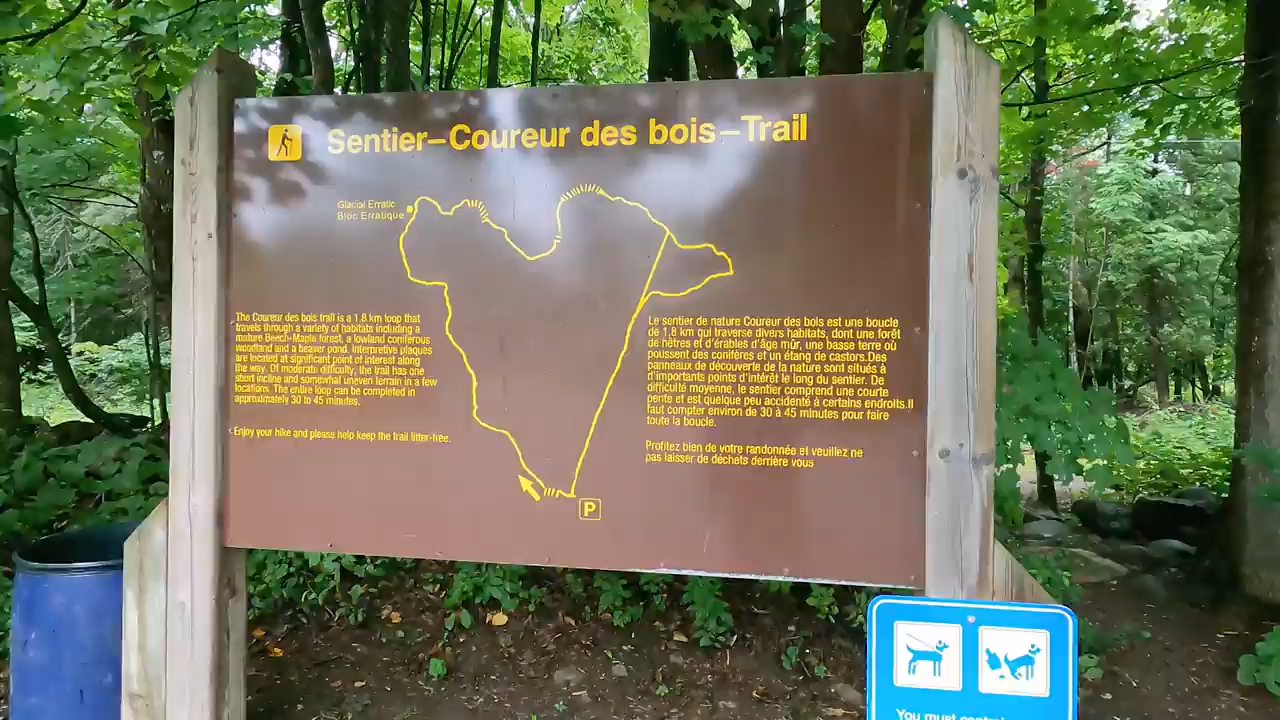 Sentier–Coureur des bois–Trail
Glacial Erratic
Bloc Erratique
The Coureur des bois trail is a 1.8 km loop that
travels through a variety of habitats including a
mature Beech-Maple forest, a lowland coniferous
woodland and a beaver pond. Interpretive plaques
are located at significant point of interest along
the way. Of moderate difficulty, the trail has one
short incline and somewhat uneven terrain in a few
locations. The entire loop can be completed in
approximately 30 to 45 minutes.
Enjoy your hike and please help keep the trail litter-free.
Le sentier de nature Coureur des bois est une boucle
de 1,8 km qui traverse divers habitats, dont une forêt
de hêtres et d'érables d'âge mûr, une basse terre où
poussent des conifères et un étang de castors.Des
panneaux de découverte de la nature sont situés à
d'importants points d'intérêt le long du sentier. De
difficulté moyenne, le sentier comprend une courte
pente et est quelque peu accidenté à certains endroits.Il
faut compter environ de 30 à 45 minutes pour faire
toute la boucle.
Profitez bien de votre randonnée et veuillez ne
pas laisser de déchets derrière vous
P
You must control